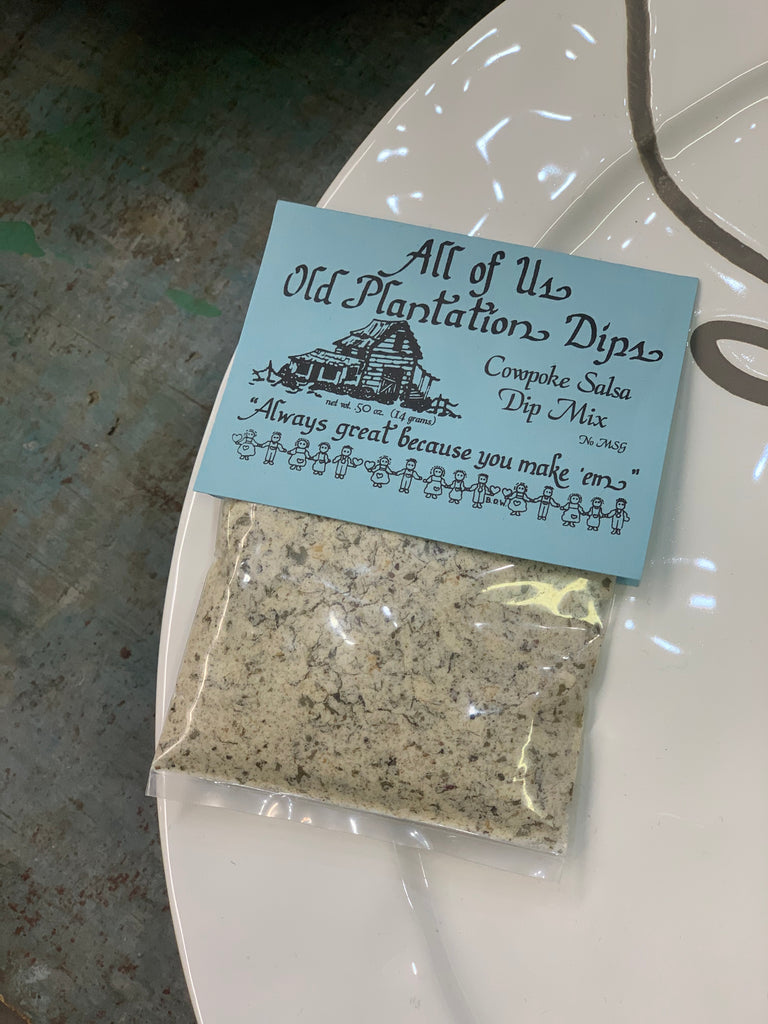 All of Us
Old Plantation Dips
Cowpoke Salsa
Dip Mix
No MSG
net wt. .50 oz. (14 grams)
"Always great because you make 'em"
B.D.W.